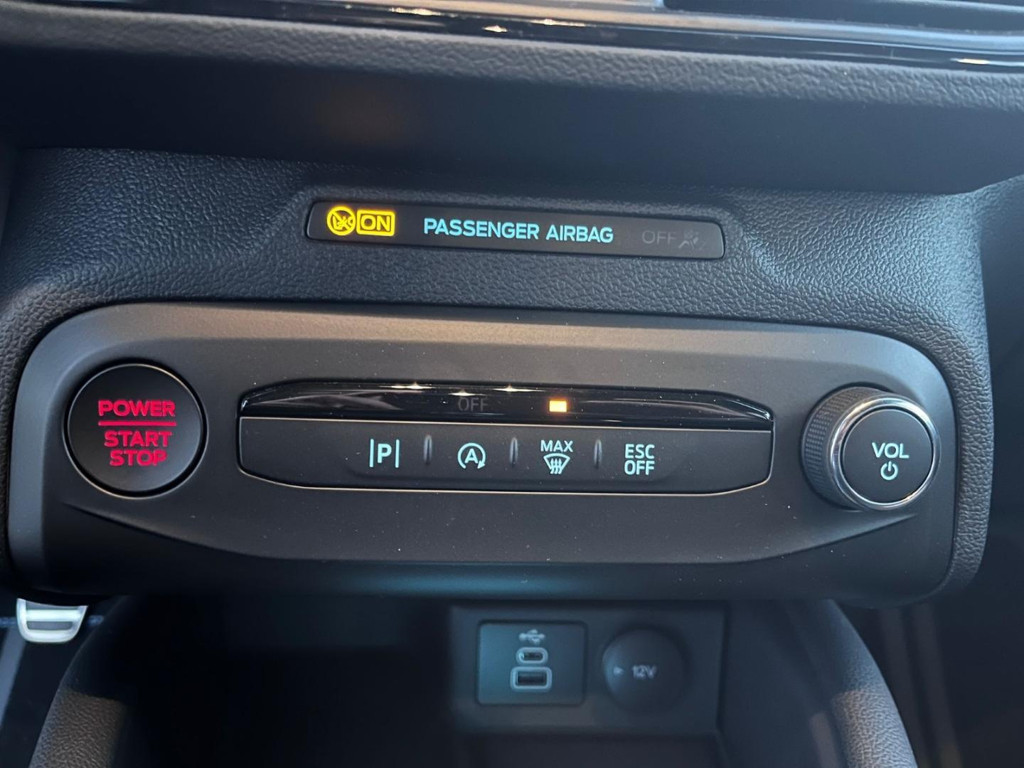 ON PASSENGER AIRBAG OFF
POWER
START
STOP
OFF
|P|
A
MAX
ESC
OFF
VOL
12V